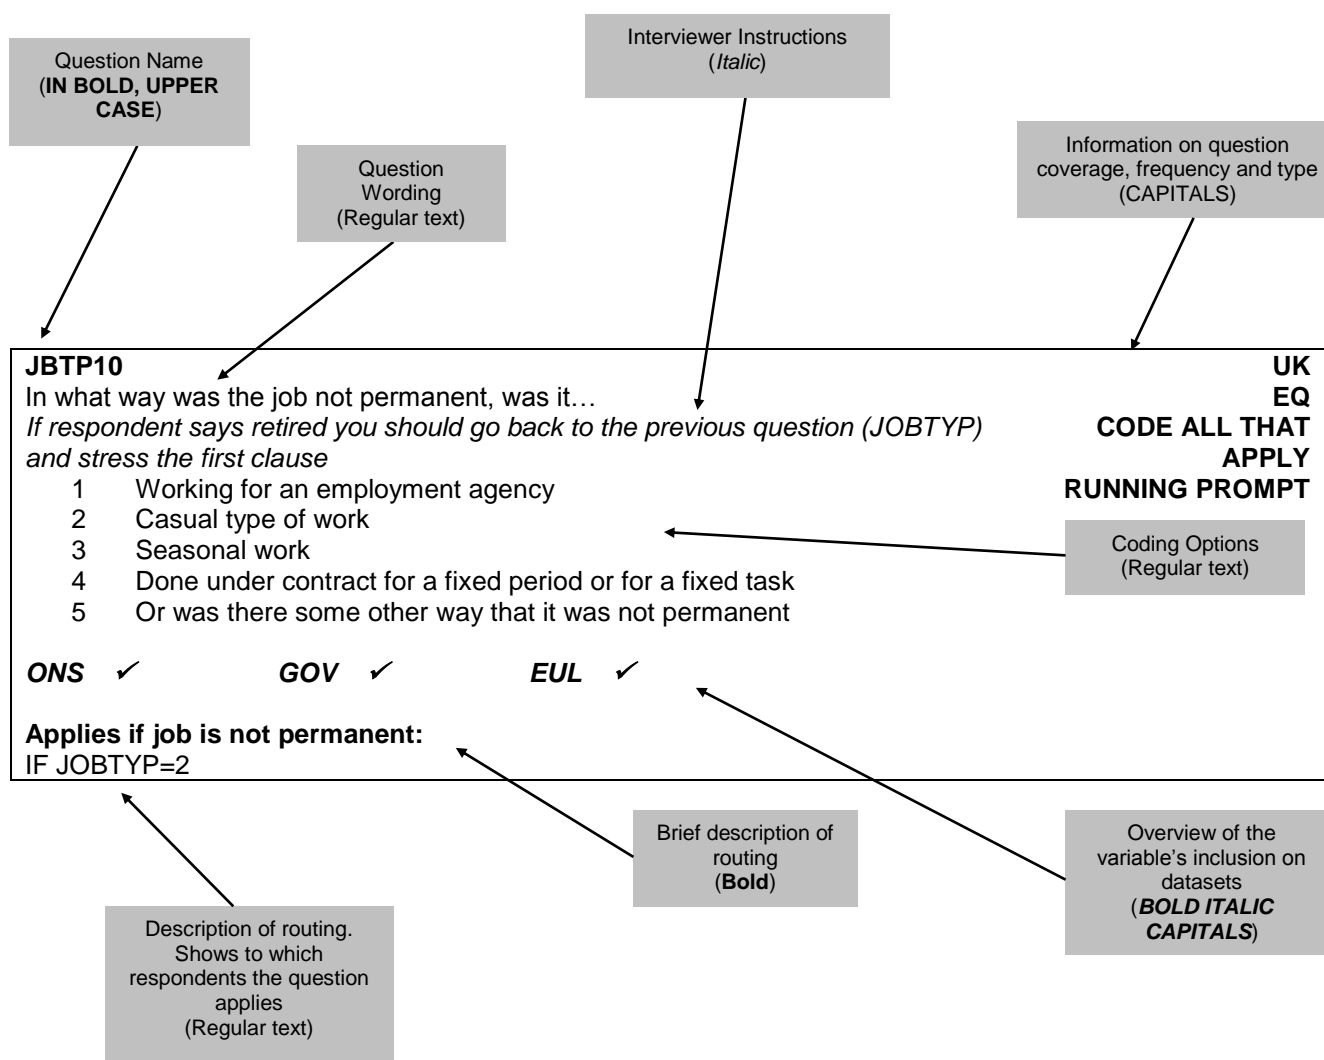 Question Name
(IN BOLD, UPPER
CASE)
Interviewer Instructions
(Italic)
Question
Wording
(Regular text)
Information on question
coverage, frequency and type
(CAPITALS)
JBTP10
UK
In what way was the job not permanent, was it…
EQ
If respondent says retired you should go back to the previous question (JOBTYP)
CODE ALL THAT
and stress the first clause
APPLY
1 Working for an employment agency
RUNNING PROMPT
2 Casual type of work
3 Seasonal work
4 Done under contract for a fixed period or for a fixed task
5 Or was there some other way that it was not permanent
Coding Options
(Regular text)
ONS ✓ GOV ✓ EUL ✓
Applies if job is not permanent:
IF JOBTYP=2
Brief description of
routing
(Bold)
Overview of the
variable’s inclusion on
datasets
(BOLD ITALIC
CAPITALS)
Description of routing.
Shows to which
respondents the question
applies
(Regular text)